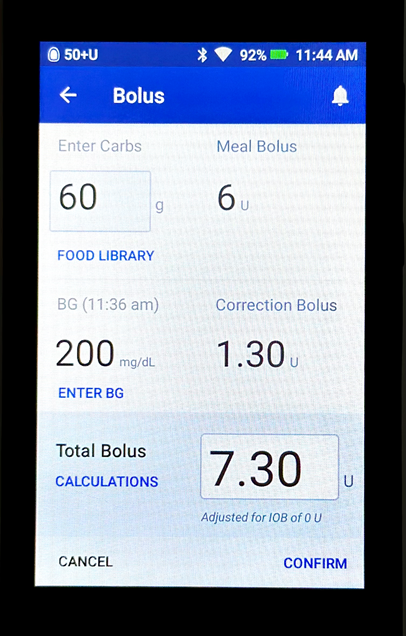 50+U 92% 11:44 AM
Bolus
Enter Carbs Meal Bolus
60 g 6 U
FOOD LIBRARY
BG (11:36 am) Correction Bolus
200 mg/dL 1.30 U
ENTER BG
Total Bolus 7.30 U
CALCULATIONS
Adjusted for IOB of 0 U
CANCEL CONFIRM